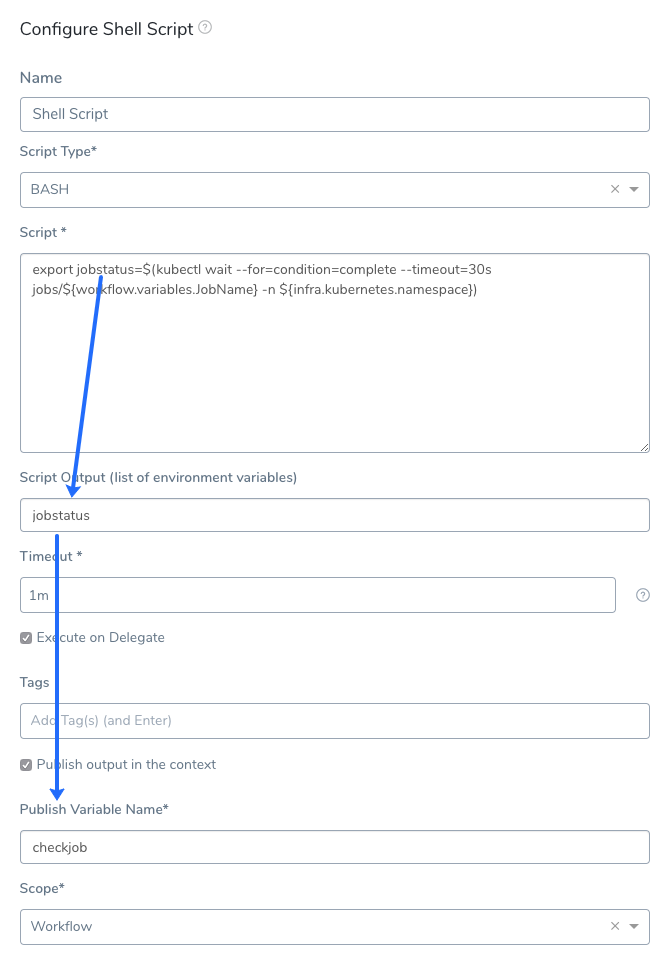 Configure Shell Script ?
Name
Shell Script
Script Type*
BASH
Script *
export jobstatus=$(kubectl wait --for=condition=complete --timeout=30s
jobs/${workflow.variables.JobName} -n ${infra.kubernetes.namespace})
Script Output (list of environment variables)
jobstatus
Timeout *
1m
?
Execute on Delegate
Tags
Add Tag(s) (and Enter)
Publish output in the context
Publish Variable Name*
checkjob
Scope*
Workflow